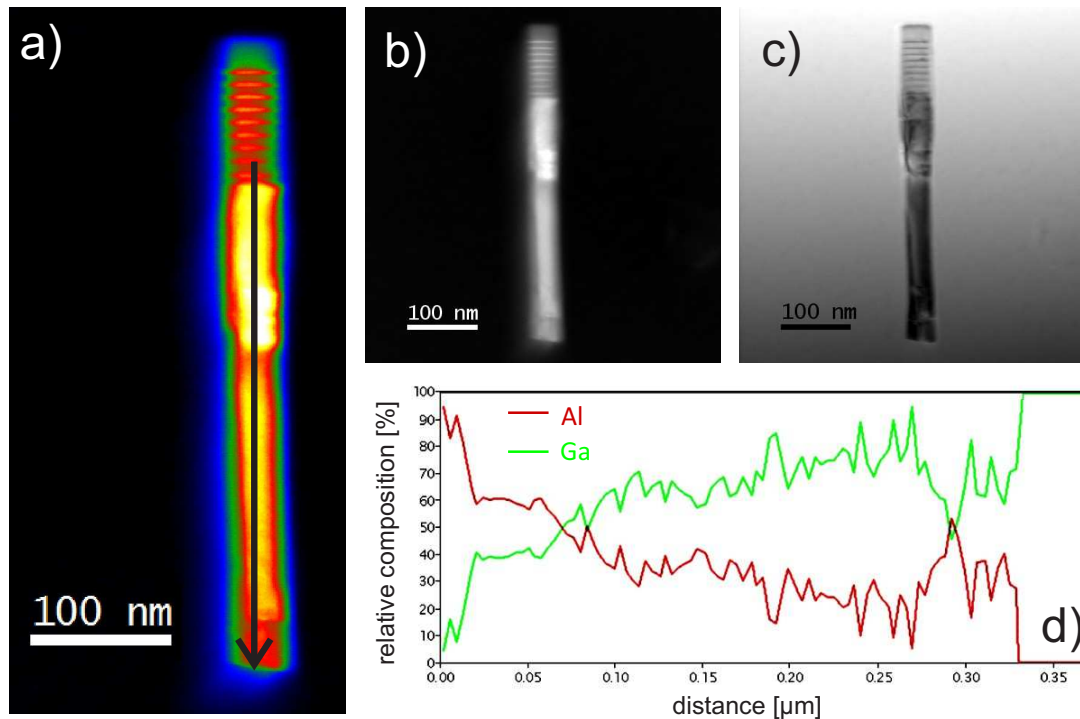 a)
100 nm
b)
100 nm
c)
100 nm
relative composition [%]
100
90
80
70
60
50
40
30
20
10
0
Al
Ga
d)
0.00 0.05 0.10 0.15 0.20 0.25 0.30 0.35
distance [µm]